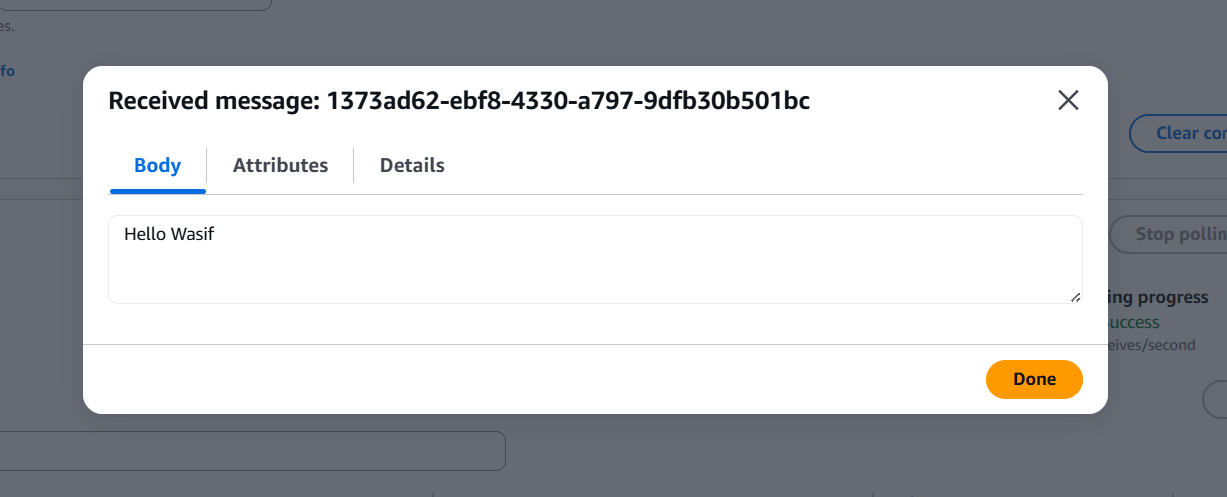 es.
fo
Received message: 1373ad62-ebf8-4330-a797-9dfb30b501bc
Clear con
Body
Attributes
Details
Hello Wasif
Stop pollin
ing progress
uccess
eives/second
Done